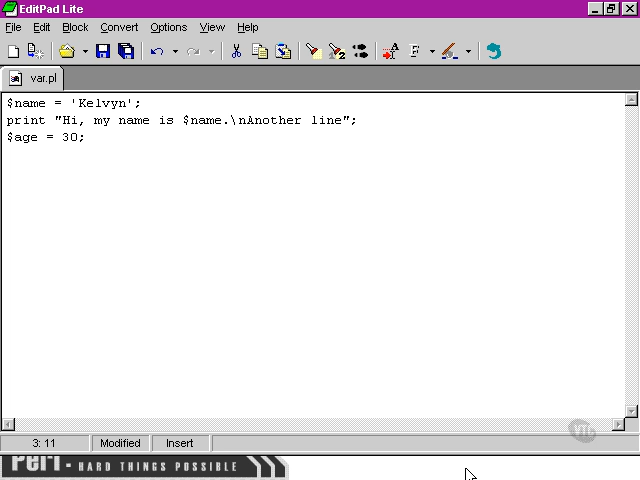 EditPad Lite
File Edit Block Convert Options View Help
var.pl
$name = 'Kelvyn';
print "Hi, my name is $name.\nAnother line";
$age = 30;
3: 11 Modified Insert
VTC
Perl - HARD THINGS POSSIBLE